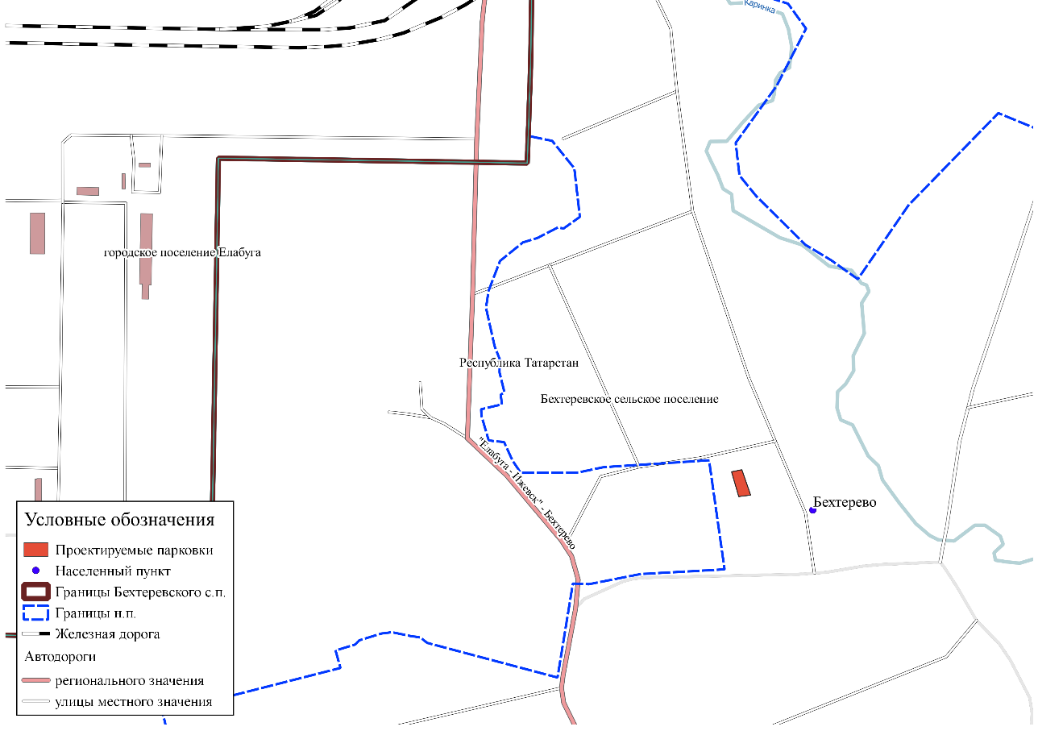 Каринка
городское поселение Елабуга
Республика Татарстан
Бехтеревское сельское поселение
"Елабуга - Ижевск" - Бехтерево
Бехтерево
Условные обозначения
Проектируемые парковки
Населенный пункт
Границы Бехтеревского с.п.
Границы н.п.
Железная дорога
Автодороги
регионального значения
улицы местного значения